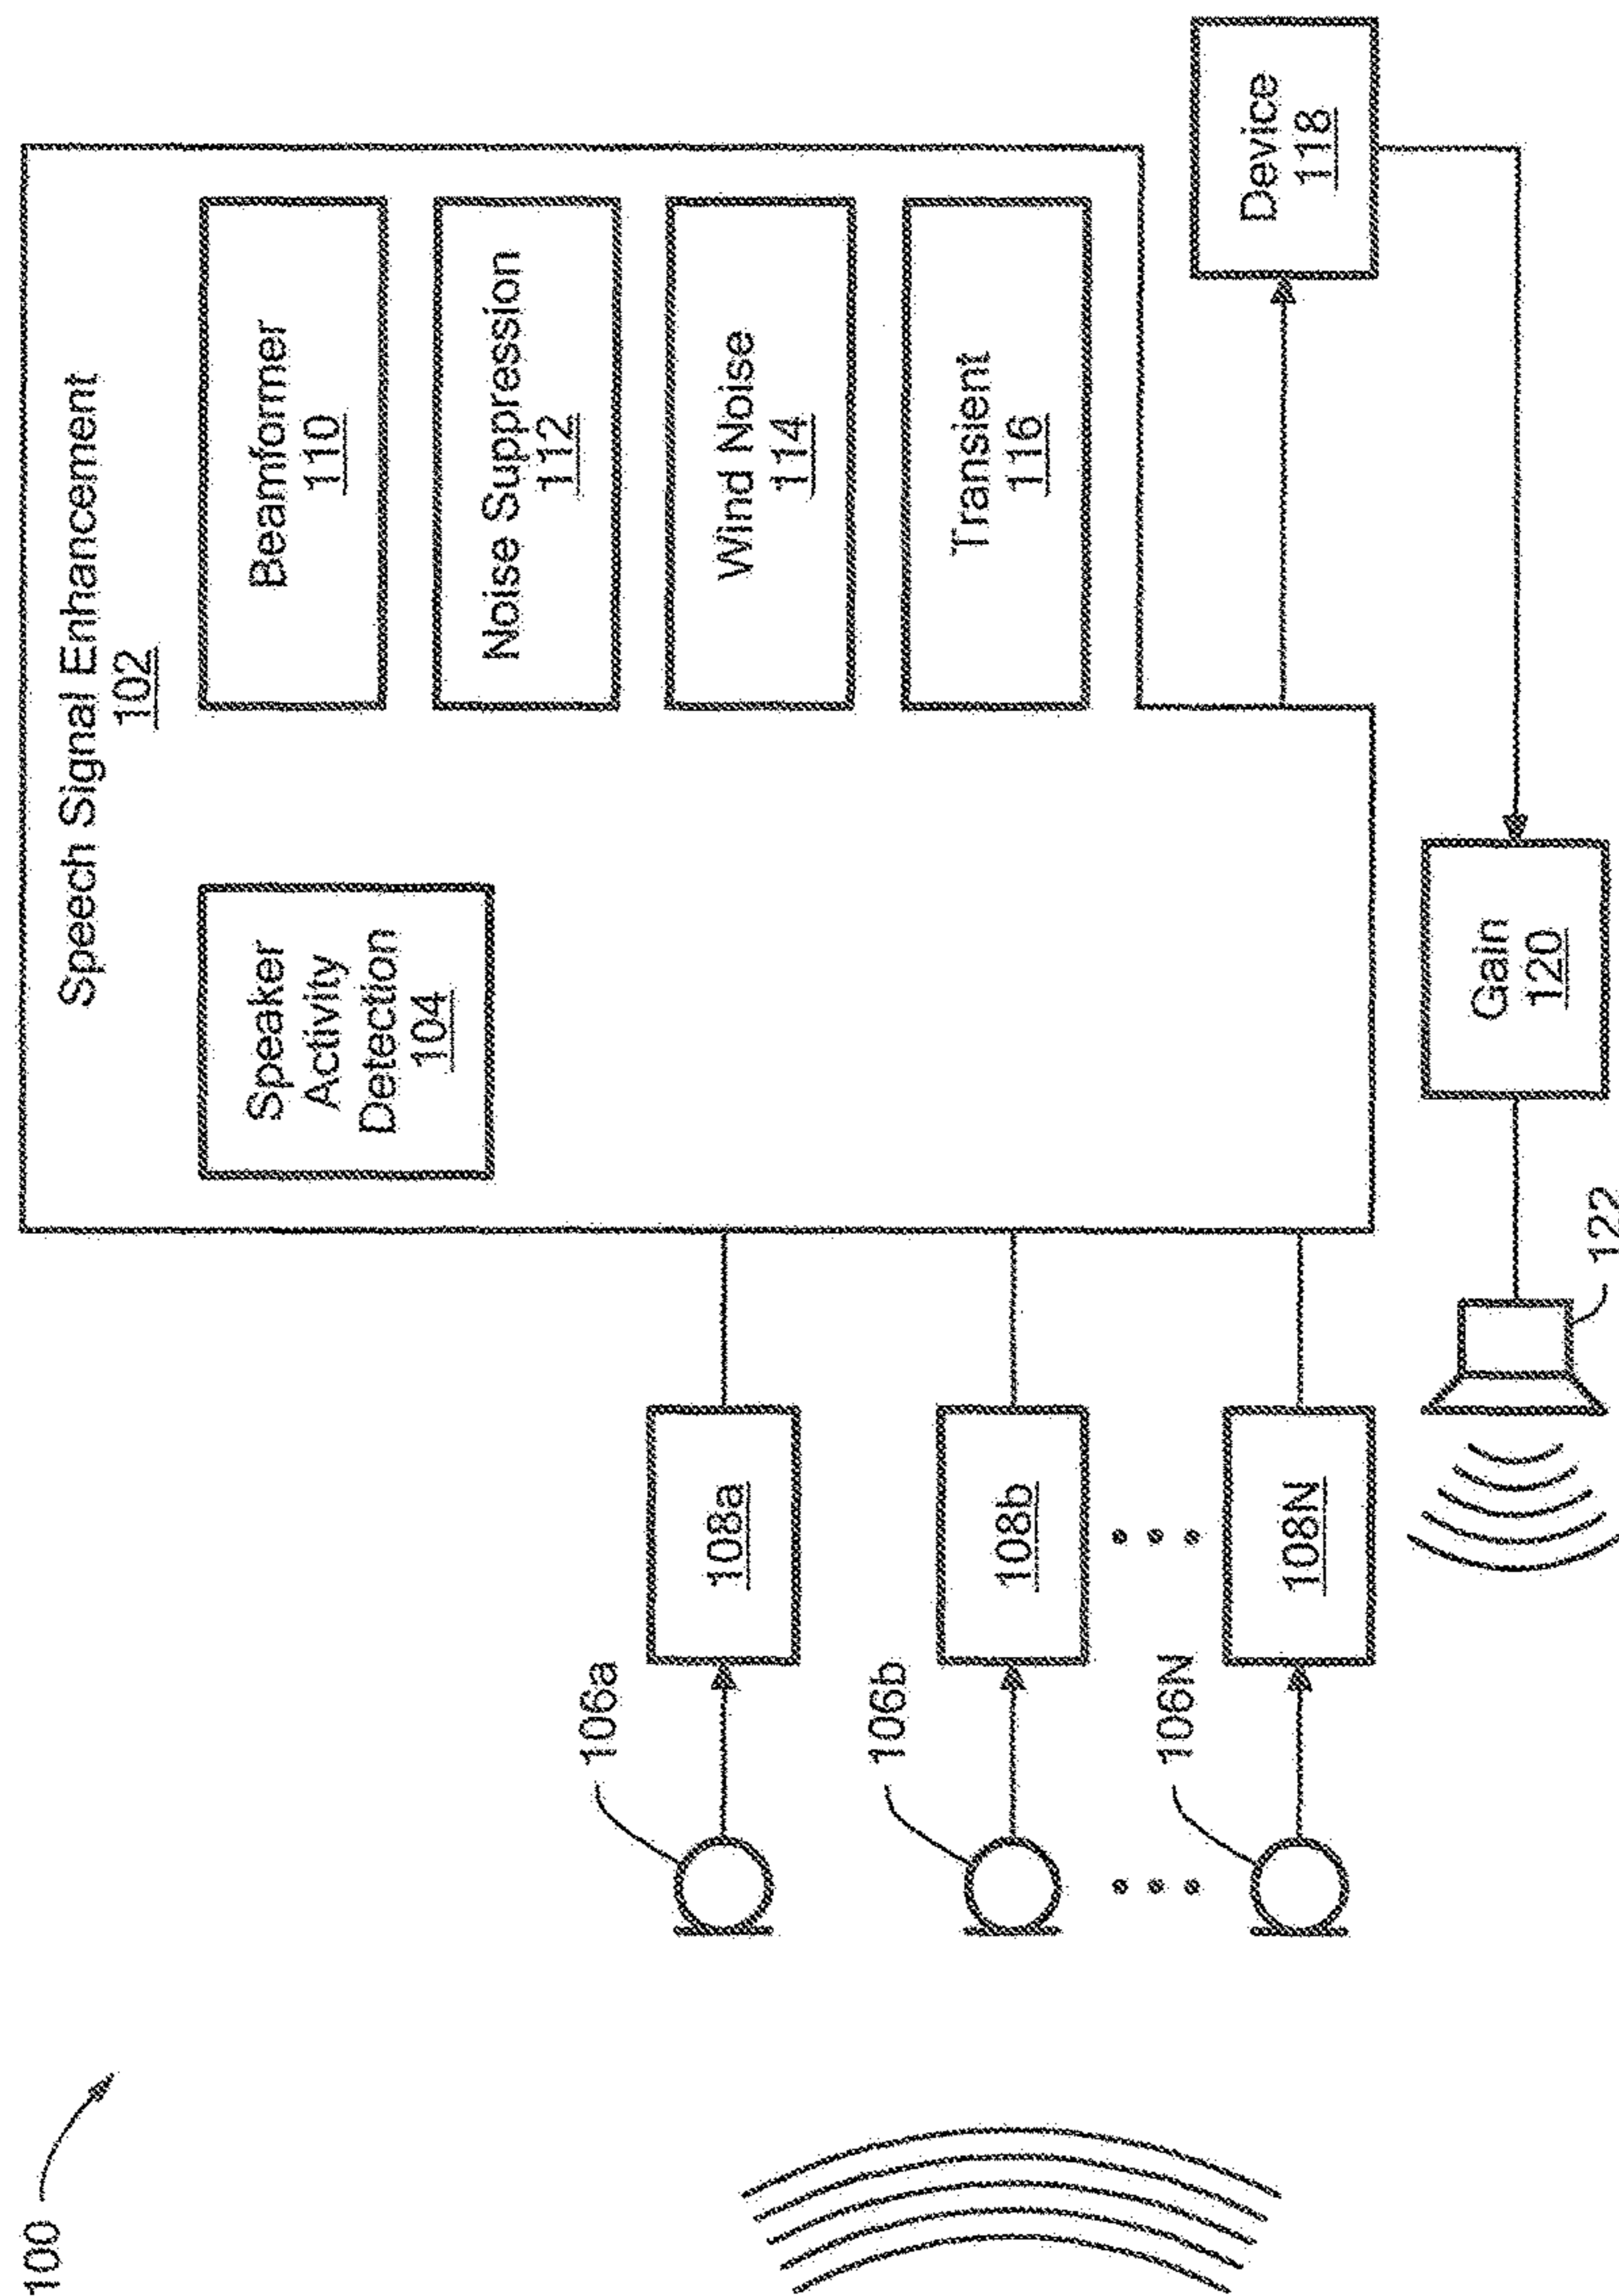 100
Speech Signal Enhancement
102
Speaker
Activity
Detection
104
Beamformer
110
Noise Suppression
112
Wind Noise
114
Transient
116
106a
108a
106b
108b
106N
108N
Device
118
Gain
120
122